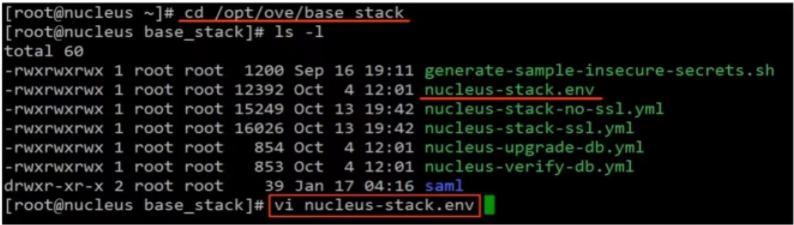 [root@nucleus ~]# cd /opt/ove/base_stack
[root@nucleus base_stack]# ls -l
total 60
-rwxrwxrwx 1 root root  1200 Sep 16 19:11 generate-sample-insecure-secrets.sh
-rwxrwxrwx 1 root root 12392 Oct  4 12:01 nucleus-stack.env
-rwxrwxrwx 1 root root 15249 Oct 13 19:42 nucleus-stack-no-ssl.yml
-rwxrwxrwx 1 root root 16026 Oct 13 19:42 nucleus-stack-ssl.yml
-rwxrwxrwx 1 root root   854 Oct  4 12:01 nucleus-upgrade-db.yml
-rwxrwxrwx 1 root root   853 Oct  4 12:01 nucleus-verify-db.yml
drwxr-xr-x 2 root root    39 Jan 17 04:16 saml
[root@nucleus base_stack]# vi nucleus-stack.env